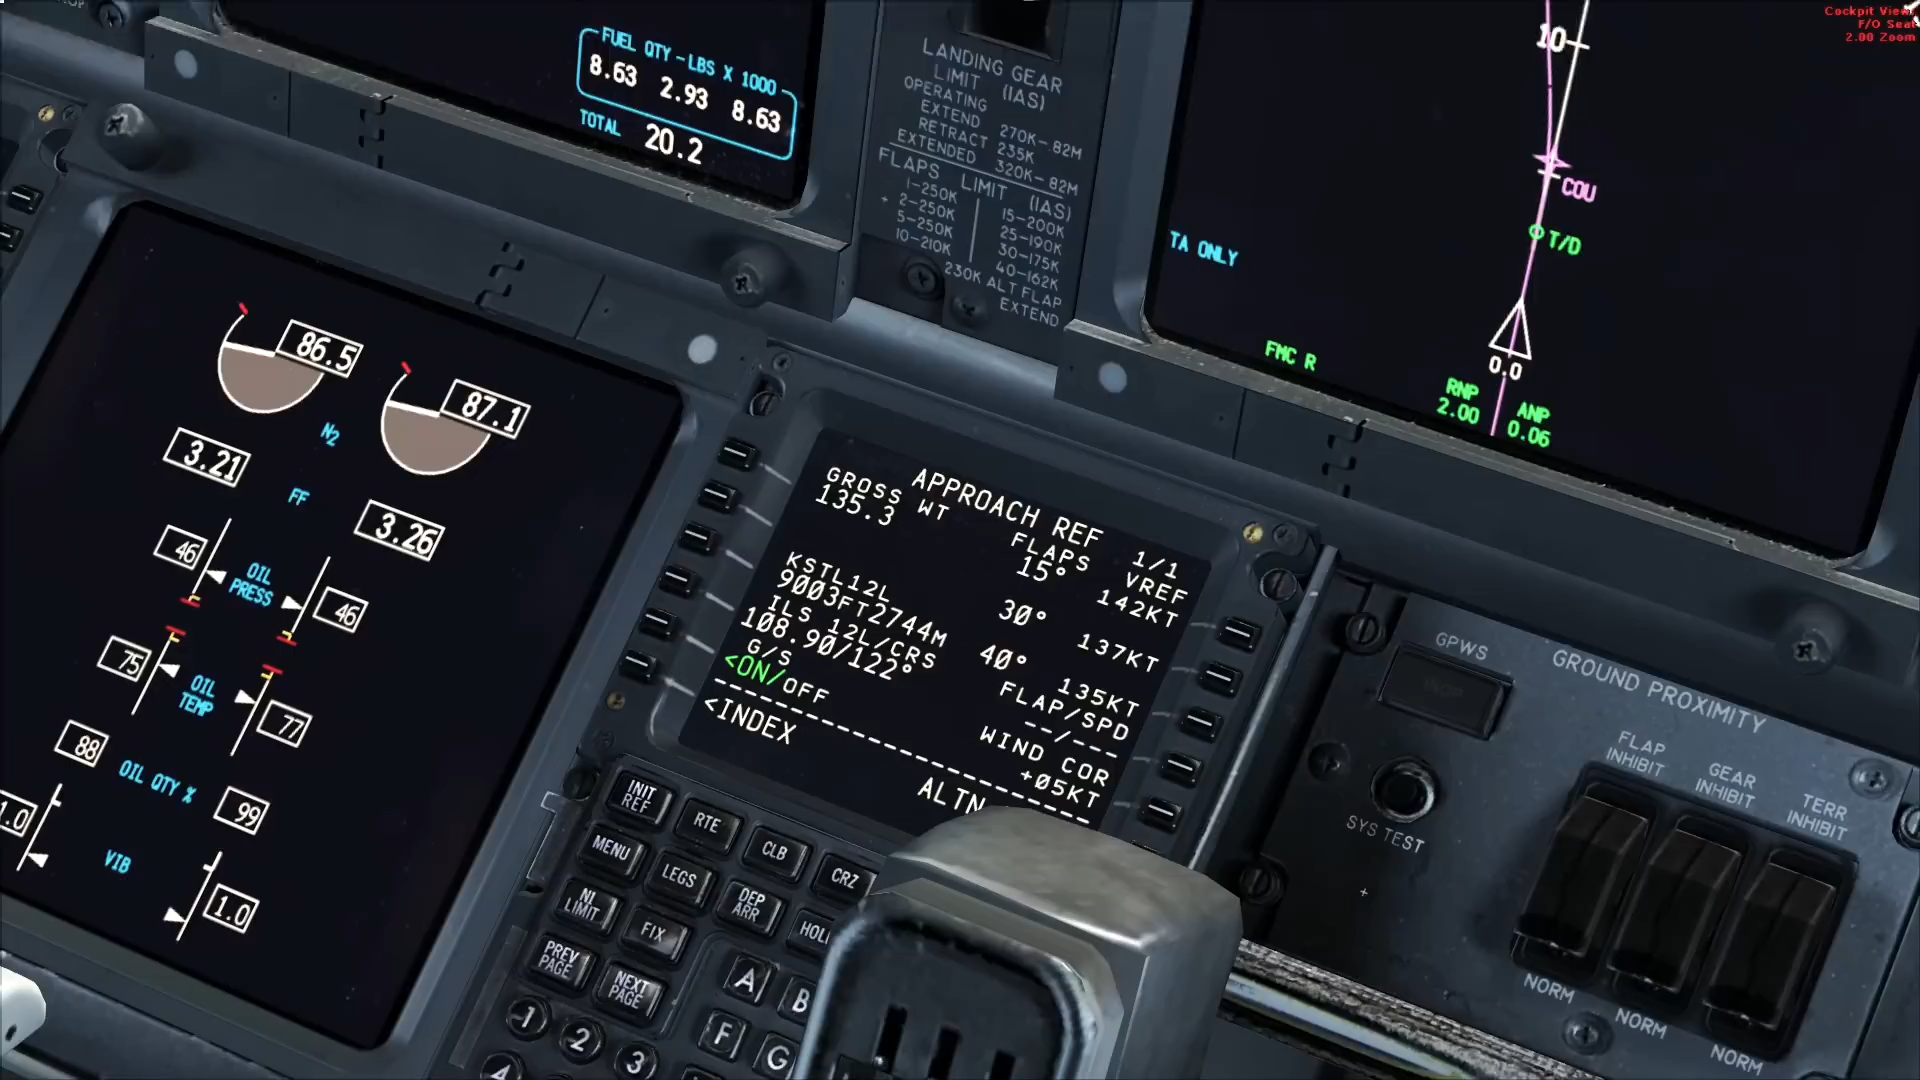 Cockpit View:
F/O Seat
2.00 Zoom
FUEL QTY-LBS X 1000
8.63 2.93 8.63
TOTAL 20.2
LANDING GEAR
LIMIT (IAS)
OPERATING
EXTEND 270K-.82M
RETRACT 235K
EXTENDED 320K-.82M
FLAPS LIMIT (IAS)
1-250K 15-200K
2-250K 25-190K
5-250K 30-175K
10-210K 40-162K
230K ALT FLAP
EXTEND
10
COU
T/D
TA ONLY
FMC R
0.0
RNP ANP
2.00 0.06
86.5 87.1
N2
3.21 FF 3.26
46 OIL PRESS 46
75 OIL TEMP 77
88 OIL QTY % 99
1.0 VIB 1.0
APPROACH REF 1/1
GROSS WT FLAPS VREF
135.3 15° 142KT
30° 137KT
KSTL12L
9003FT2744M 40° 135KT
ILS 12L/CRS FLAP/SPD
108.90/122° --/---
G/S WIND COR
<ON/OFF +05KT
--------------------
<INDEX ALTN
INIT REF
RTE
CLB
CRZ
MENU
LEGS
DEP ARR
HOL
N1 LIMIT
FIX
PREV PAGE
NEXT PAGE
A
B
F
G
1
2
3
4
GPWS
INOP
GROUND PROXIMITY
FLAP INHIBIT
GEAR INHIBIT
TERR INHIBIT
SYS TEST
NORM
NORM
NORM